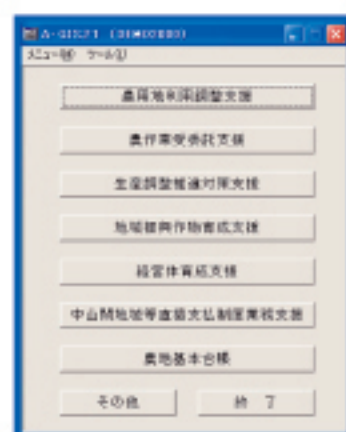 メニュー(M) ツール(L)
農用地利用調整支援
農作業受委託支援
生産調整推進対策支援
地域振興作物育成支援
経営体育成支援
中山間地域等直接支払制度業務支援
農地基本台帳
その他 終 了